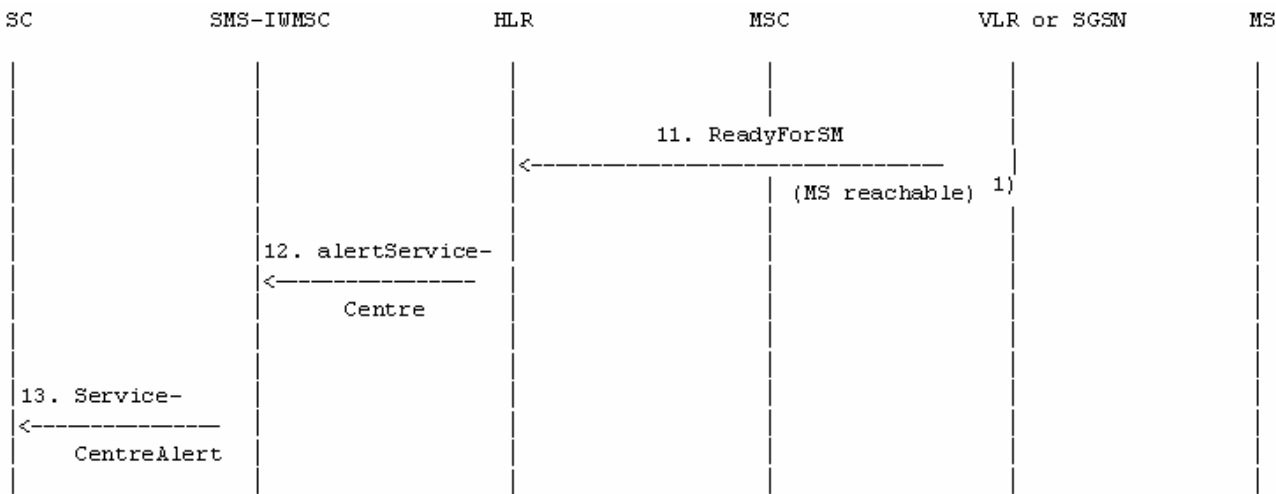 SC SMS-IWMSC HLR MSC VLR or SGSN MS
11. ReadyForSM
(MS reachable) 1)
12. alertService-
Centre
13. Service-
CentreAlert